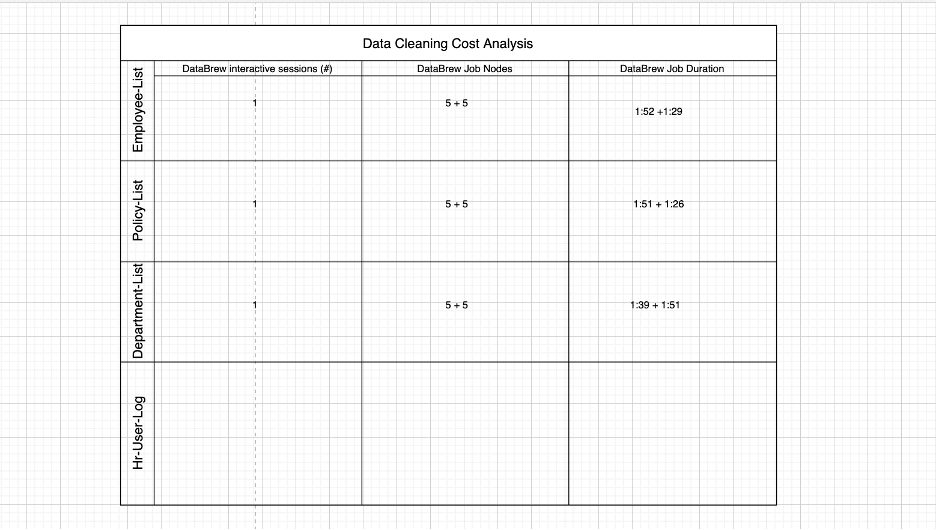 Data Cleaning Cost Analysis
DataBrew interactive sessions (#)
DataBrew Job Nodes
DataBrew Job Duration
Employee-List
1
5 + 5
1:52 +1:29
Policy-List
1
5 + 5
1:51 + 1:26
Department-List
1
5 + 5
1:39 + 1:51
Hr-User-Log